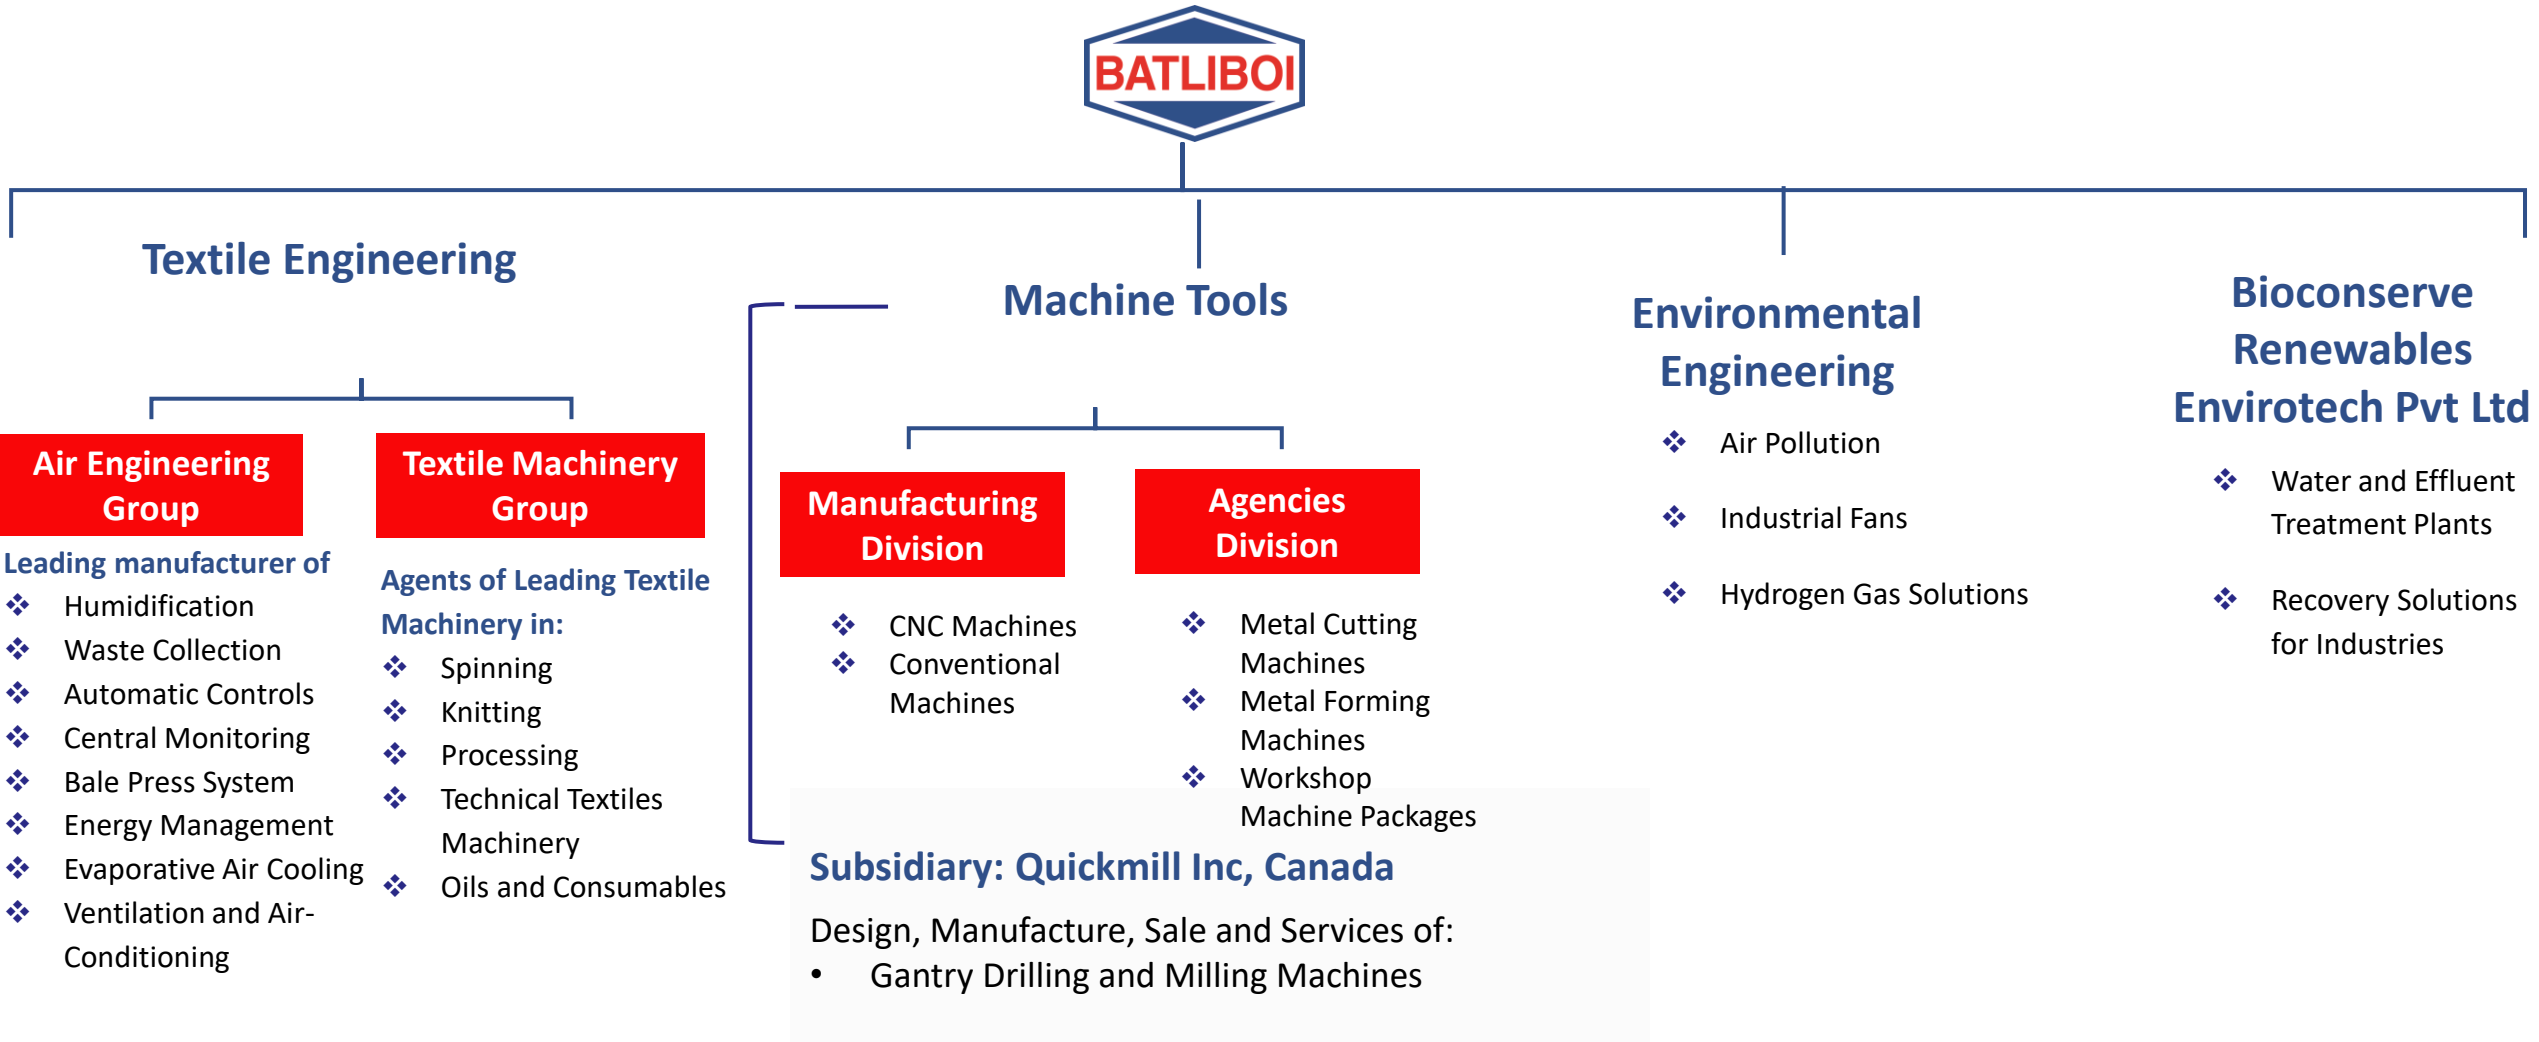 BATLIBOI
Textile Engineering
Air Engineering
Group
Leading manufacturer of
Humidification
Waste Collection
Automatic Controls
Central Monitoring
Bale Press System
Energy Management
Evaporative Air Cooling
Ventilation and Air-
Conditioning
Textile Machinery
Group
Agents of Leading Textile
Machinery in:
Spinning
Knitting
Processing
Technical Textiles
Machinery
Oils and Consumables
Machine Tools
Manufacturing
Division
CNC Machines
Conventional
Machines
Agencies
Division
Metal Cutting
Machines
Metal Forming
Machines
Workshop
Machine Packages
Subsidiary: Quickmill Inc, Canada
Design, Manufacture, Sale and Services of:
• Gantry Drilling and Milling Machines
Environmental
Engineering
Air Pollution
Industrial Fans
Hydrogen Gas Solutions
Bioconserve
Renewables
Envirotech Pvt Ltd
Water and Effluent
Treatment Plants
Recovery Solutions
for Industries